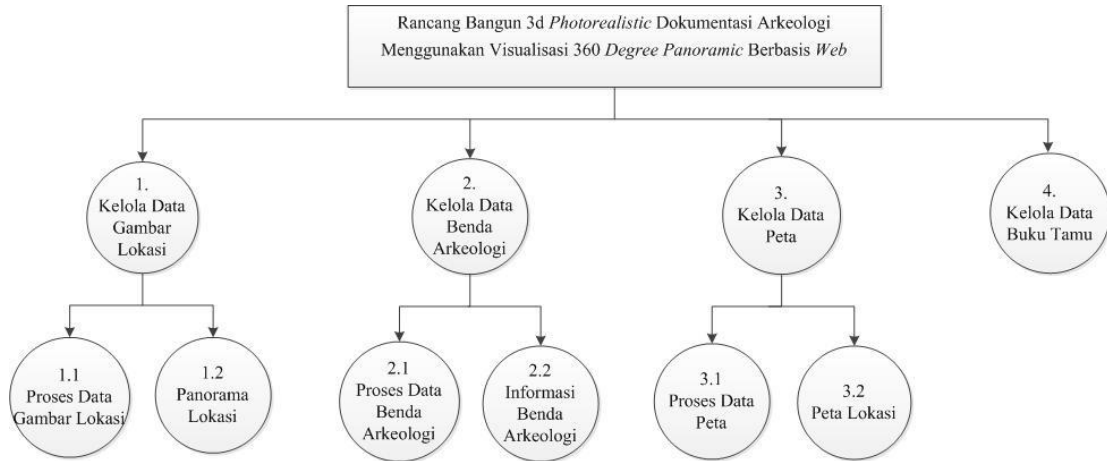 Rancang Bangun 3d Photorealistic Dokumentasi Arkeologi
Menggunakan Visualisasi 360 Degree Panoramic Berbasis Web
1.
Kelola Data
Gambar
Lokasi
2.
Kelola Data
Benda
Arkeologi
3.
Kelola Data
Peta
4.
Kelola Data
Buku Tamu
1.1
Proses Data
Gambar Lokasi
1.2
Panorama
Lokasi
2.1
Proses Data
Benda
Arkeologi
2.2
Informasi
Benda
Arkeologi
3.1
Proses Data
Peta
3.2
Peta Lokasi